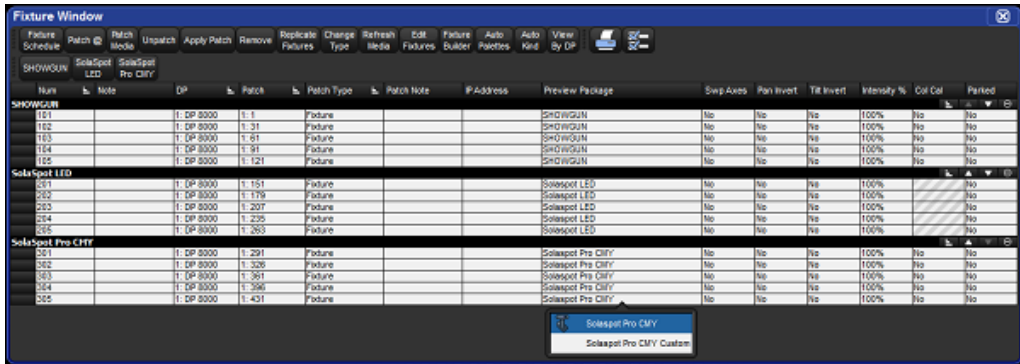 Fixture Window
Fixture Schedule Patch @ Patch Media Unpatch Apply Patch Remove Replicate Fixtures Change Type Refresh Media Edit Fixtures Fixture Builder Auto Palettes Auto Kind View By DP
SHOWGUN SolaSpot LED SolaSpot Pro CMY
Num Note DP Patch Patch Type Patch Note IP Address Preview Package Swp Axes Pan Invert Tilt Invert Intensity % Col Cal Parked
SHOWGUN
101 1: DP 8000 1: 1 Fixture SHOWGUN No No No 100% No No
102 1: DP 8000 1: 31 Fixture SHOWGUN No No No 100% No No
103 1: DP 8000 1: 61 Fixture SHOWGUN No No No 100% No No
104 1: DP 8000 1: 91 Fixture SHOWGUN No No No 100% No No
105 1: DP 8000 1: 121 Fixture SHOWGUN No No No 100% No No
SolaSpot LED
201 1: DP 8000 1: 151 Fixture Solaspot LED No No No 100% No
202 1: DP 8000 1: 179 Fixture Solaspot LED No No No 100% No
203 1: DP 8000 1: 207 Fixture Solaspot LED No No No 100% No
204 1: DP 8000 1: 235 Fixture Solaspot LED No No No 100% No
205 1: DP 8000 1: 263 Fixture Solaspot LED No No No 100% No
SolaSpot Pro CMY
301 1: DP 8000 1: 291 Fixture Solaspot Pro CMY No No No 100% No No
302 1: DP 8000 1: 326 Fixture Solaspot Pro CMY No No No 100% No No
303 1: DP 8000 1: 361 Fixture Solaspot Pro CMY No No No 100% No No
304 1: DP 8000 1: 396 Fixture Solaspot Pro CMY No No No 100% No No
305 1: DP 8000 1: 431 Fixture Solaspot Pro CMY No No No 100% No No
Solaspot Pro CMY
Solaspot Pro CMY Custom